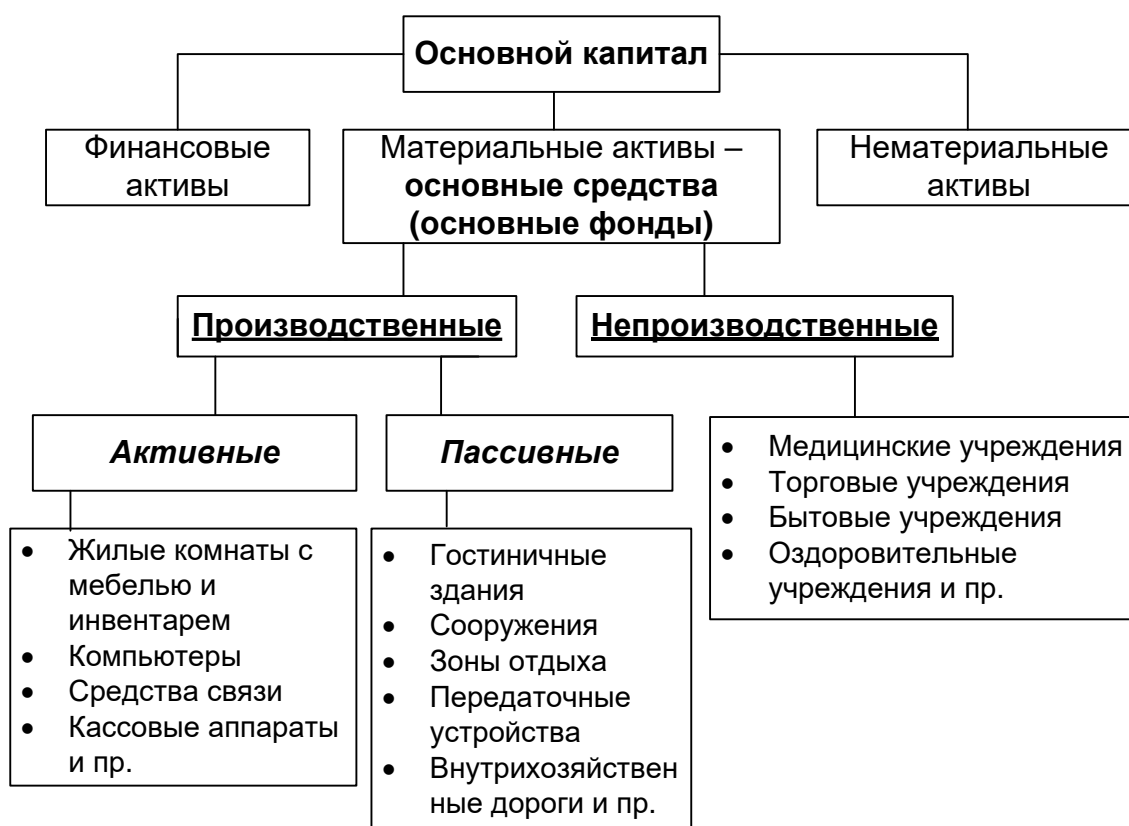 Основной капитал
Финансовые
активы
Материальные активы –
основные средства
(основные фонды)
Нематериальные
активы
Производственные
Непроизводственные
Активные
Пассивные
• Жилые комнаты с
мебелью и
инвентарем
• Компьютеры
• Средства связи
• Кассовые аппараты
и пр.
• Гостиничные
здания
• Сооружения
• Зоны отдыха
• Передаточные
устройства
• Внутрихозяйствен
ные дороги и пр.
• Медицинские учреждения
• Торговые учреждения
• Бытовые учреждения
• Оздоровительные
учреждения и пр.